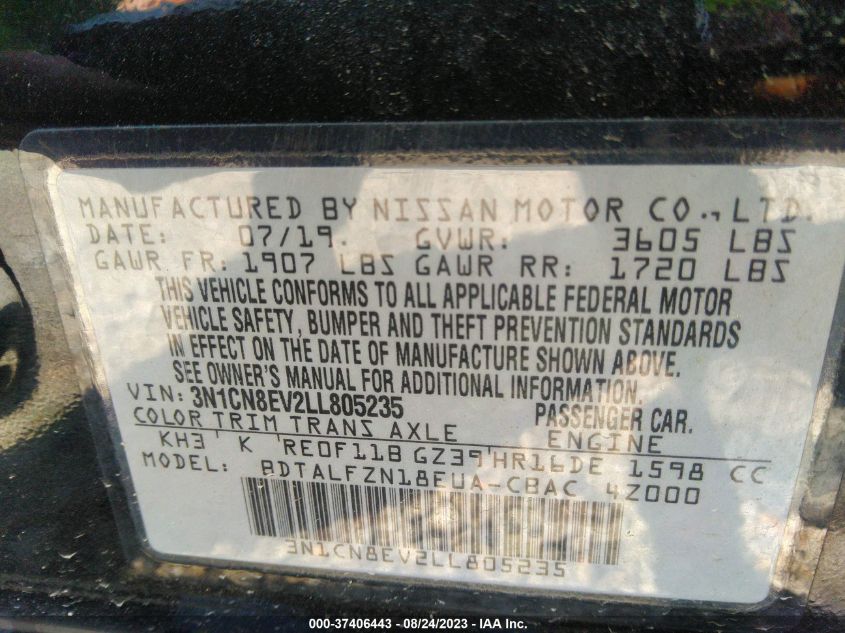 MANUFACTURED BY NISSAN MOTOR CO., LTD.
DATE: 07/19. GVWR: 3605 LBS
GAWR FR: 1907 LBS GAWR RR: 1720 LBS
THIS VEHICLE CONFORMS TO ALL APPLICABLE FEDERAL MOTOR
VEHICLE SAFETY, BUMPER AND THEFT PREVENTION STANDARDS
IN EFFECT ON THE DATE OF MANUFACTURE SHOWN ABOVE.
SEE OWNER'S MANUAL FOR ADDITIONAL INFORMATION.
VIN: 3N1CN8EV2LL805235 PASSENGER CAR.
COLOR TRIM TRANS AXLE ENGINE
KH3 K RE0F11B GZ39 HR16DE 1598 CC
MODEL: BDTALFZN18EUA-CBAC 4Z000
3N1CN8EV2LL805235
000-37406443 - 08/24/2023 - Copyright © IAA, Inc.